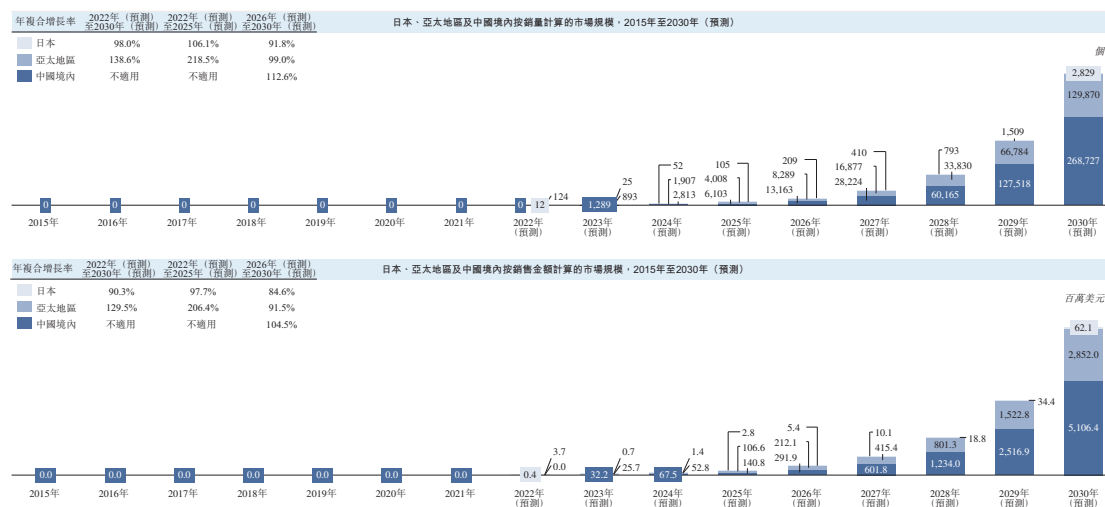 日本、亞太地區及中國境內按銷量計算的市場規模，2015年至2030年（預測）
年複合增長率 2022年（預測）至2030年（預測） 2022年（預測）至2025年（預測） 2026年（預測）至2030年（預測）
日本 98.0% 106.1% 91.8%
亞太地區 138.6% 218.5% 99.0%
中國境內 不適用 不適用 112.6%
個
0 0 0 0 0 0 0
0 12 124
1,289 25 893
52 1,907 2,813
105 4,008 6,103
209 8,289 13,163
410 16,877 28,224
793 33,830 60,165
1,509 66,784 127,518
2,829 129,870 268,727
2015年 2016年 2017年 2018年 2019年 2020年 2021年 2022年（預測） 2023年（預測） 2024年（預測） 2025年（預測） 2026年（預測） 2027年（預測） 2028年（預測） 2029年（預測） 2030年（預測）
日本、亞太地區及中國境內按銷售金額計算的市場規模，2015年至2030年（預測）
年複合增長率 2022年（預測）至2030年（預測） 2022年（預測）至2025年（預測） 2026年（預測）至2030年（預測）
日本 90.3% 97.7% 84.6%
亞太地區 129.5% 206.4% 91.5%
中國境內 不適用 不適用 104.5%
百萬美元
0.0 0.0 0.0 0.0 0.0 0.0 0.0
0.4 3.7 0.0
32.2 0.7 25.7
67.5 1.4 52.8
2.8 106.6 140.8
5.4 212.1 291.9
10.1 415.4 601.8
801.3 18.8 1,234.0
34.4 1,522.8 2,516.9
62.1 2,852.0 5,106.4
2015年 2016年 2017年 2018年 2019年 2020年 2021年 2022年（預測） 2023年（預測） 2024年（預測） 2025年（預測） 2026年（預測） 2027年（預測） 2028年（預測） 2029年（預測） 2030年（預測）